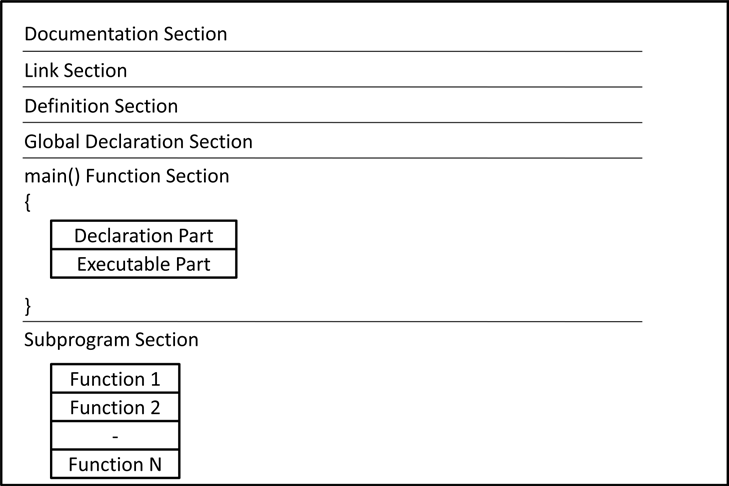 Documentation Section
Link Section
Definition Section
Global Declaration Section
main() Function Section
{
Declaration Part
Executable Part
}
Subprogram Section
Function 1
Function 2
-
Function N